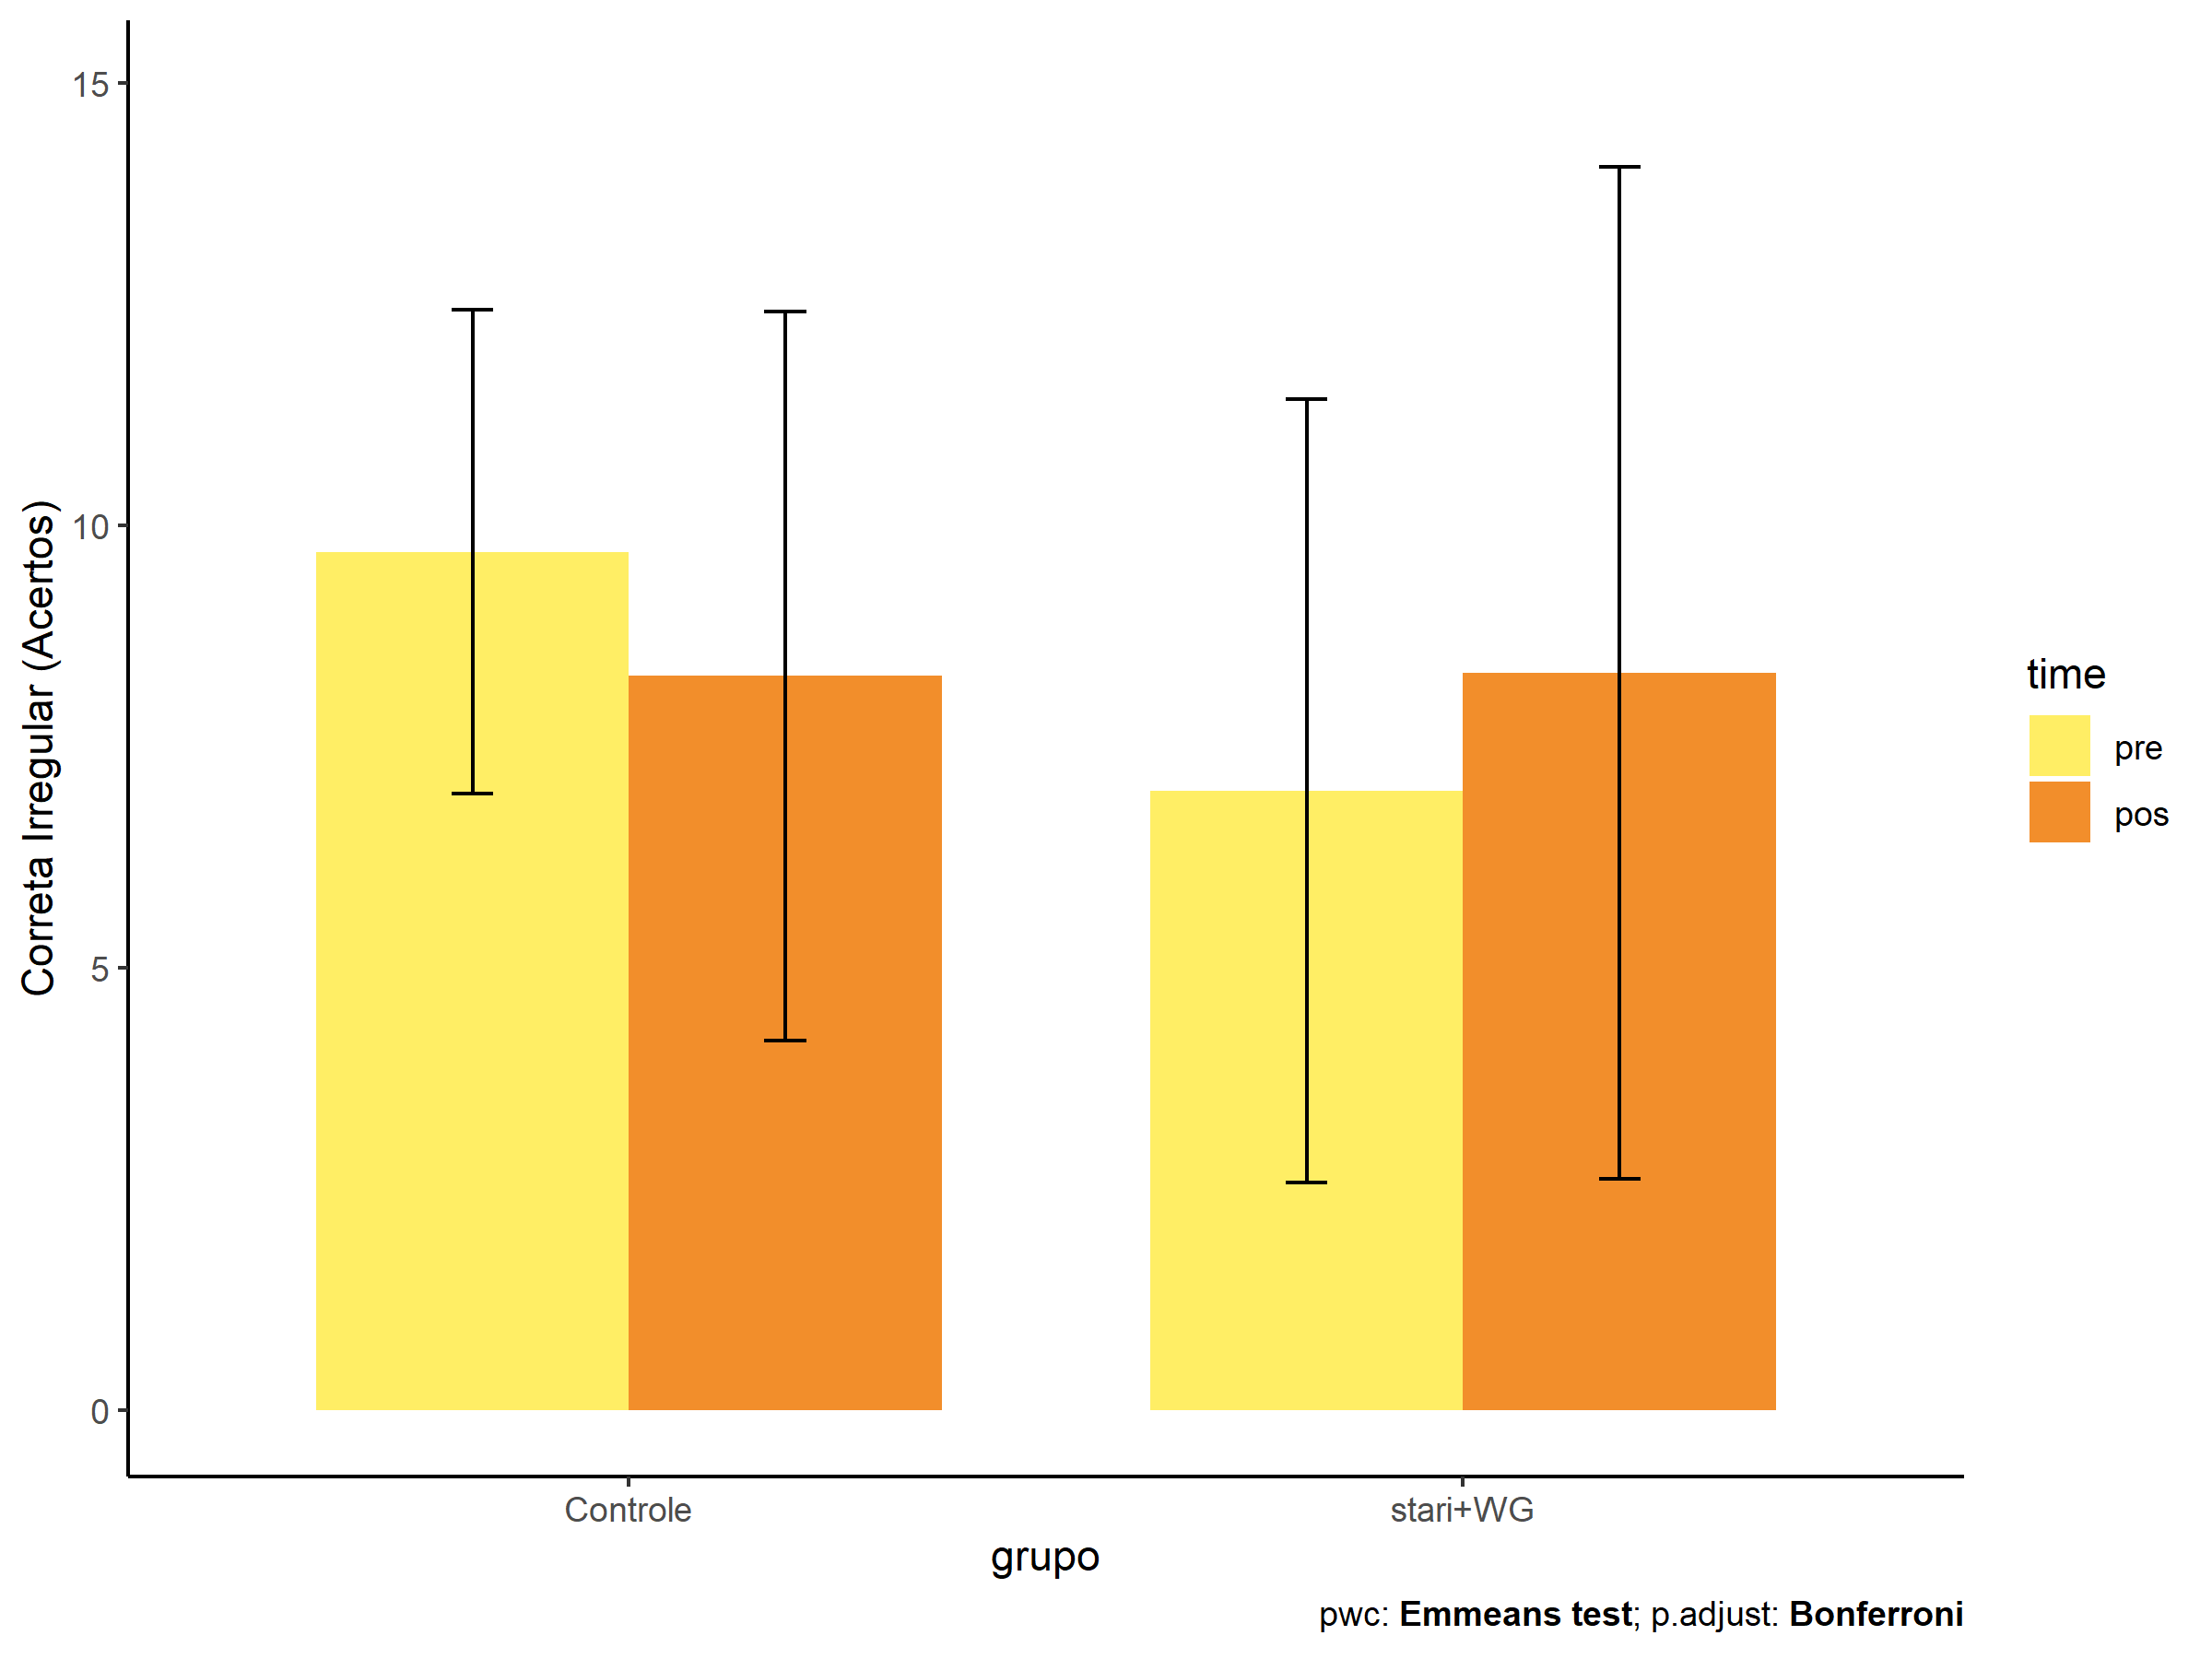 15
10
5
0
Correta Irregular (Acertos)
Controle
stari+WG
grupo
time
pre
pos
pwc: Emmeans test; p.adjust: Bonferroni